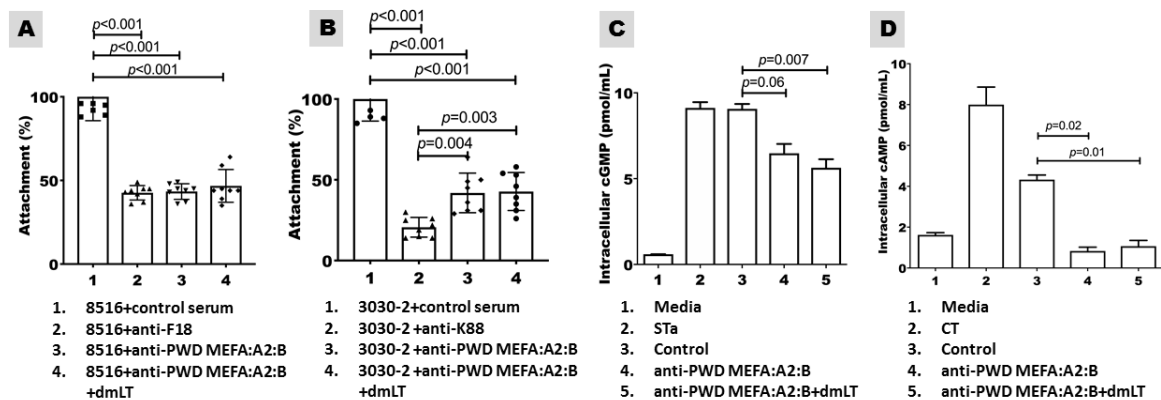 A
p<0.001
p<0.001
p<0.001
Attachment (%)
100
50
0
1 2 3 4
1. 8516+control serum
2. 8516+anti-F18
3. 8516+anti-PWD MEFA:A2:B
4. 8516+anti-PWD MEFA:A2:B
+dmLT
B
p<0.001
p<0.001
p<0.001
p=0.003
p=0.004
Attachment (%)
100
50
0
1 2 3 4
1. 3030-2+control serum
2. 3030-2 +anti-K88
3. 3030-2 +anti-PWD MEFA:A2:B
4. 3030-2 +anti-PWD MEFA:A2:B
+dmLT
C
p=0.007
p=0.06
Intracellular cGMP (pmol/mL)
10
5
0
1 2 3 4 5
1. Media
2. STa
3. Control
4. anti-PWD MEFA:A2:B
5. anti-PWD MEFA:A2:B+dmLT
D
p=0.02
p=0.01
Intracellular cAMP (pmol/mL)
10
8
6
4
2
0
1 2 3 4 5
1. Media
2. CT
3. Control
4. anti-PWD MEFA:A2:B
5. anti-PWD MEFA:A2:B+dmLT